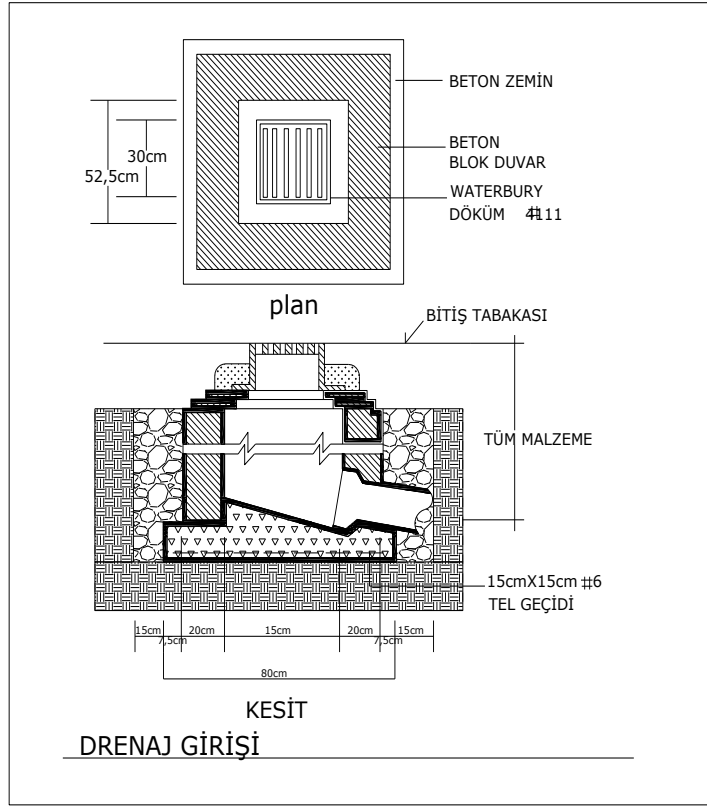 BETON ZEMİN
BETON
BLOK DUVAR
WATERBURY
DÖKÜM #111
30cm
52,5cm
plan
BİTİŞ TABAKASI
TÜM MALZEME
15cmX15cm #6
TEL GEÇİDİ
15cm 20cm 15cm 20cm 15cm
7,5cm 7,5cm
80cm
KESİT
DRENAJ GİRİŞİ